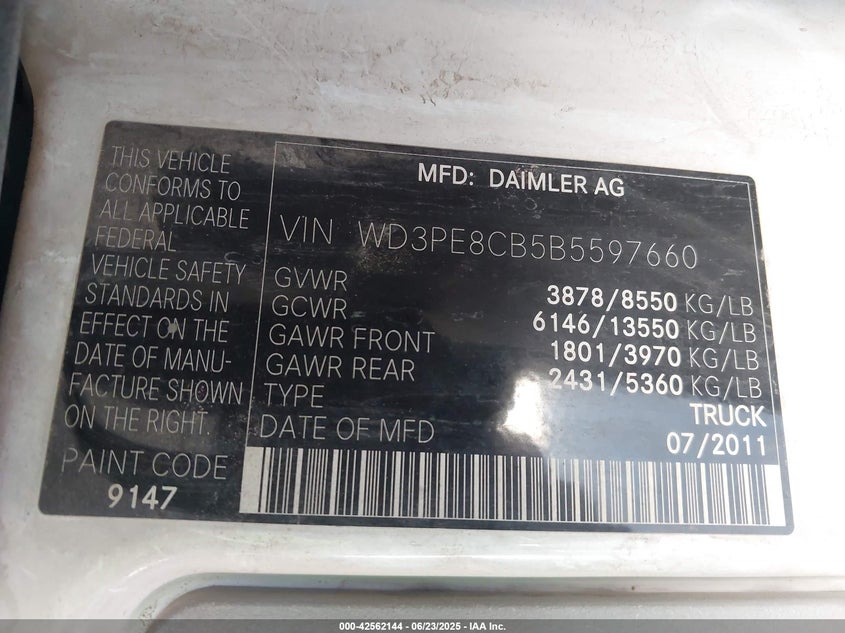 THIS VEHICLE
CONFORMS TO
ALL APPLICABLE
FEDERAL
VEHICLE SAFETY
STANDARDS IN
EFFECT ON THE
DATE OF MANU-
FACTURE SHOWN
ON THE RIGHT.
PAINT CODE
9147
MFD: DAIMLER AG
VIN WD3PE8CB5B5597660
GVWR 3878/8550 KG/LB
GCWR 6146/13550 KG/LB
GAWR FRONT 1801/3970 KG/LB
GAWR REAR 2431/5360 KG/LB
TYPE TRUCK
DATE OF MFD 07/2011
000-42562144 / 06/23/2025 - IAA Inc.